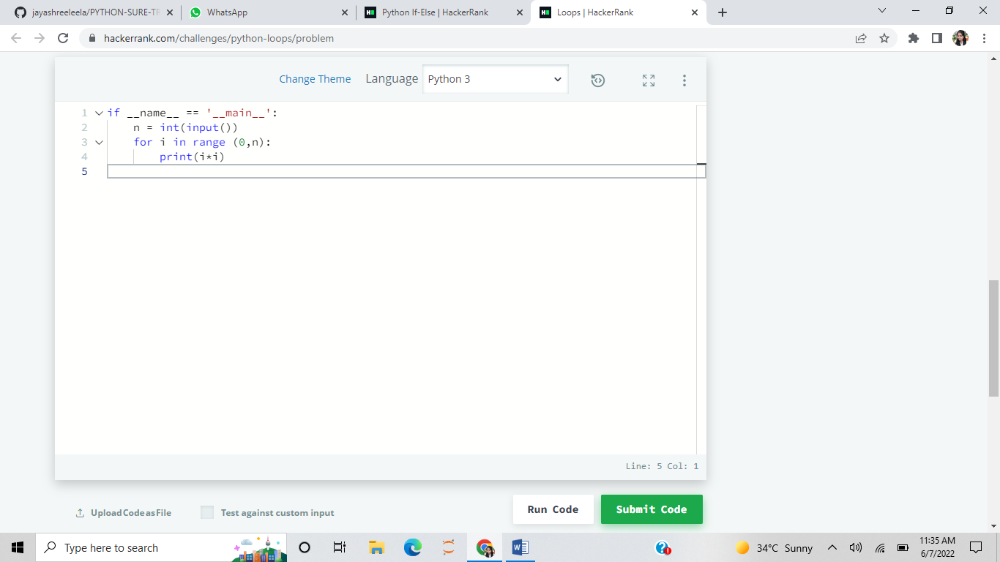 jayashreeleela/PYTHON-SURE-TR
WhatsApp
Python If-Else | HackerRank
Loops | HackerRank
hackerrank.com/challenges/python-loops/problem
Change Theme Language Python 3
1 if __name__ == '__main__':
2 n = int(input())
3 for i in range (0,n):
4 print(i*i)
5
Line: 5 Col: 1
Upload Code as File Test against custom input Run Code Submit Code
Type here to search 34°C Sunny 11:35 AM
6/7/2022